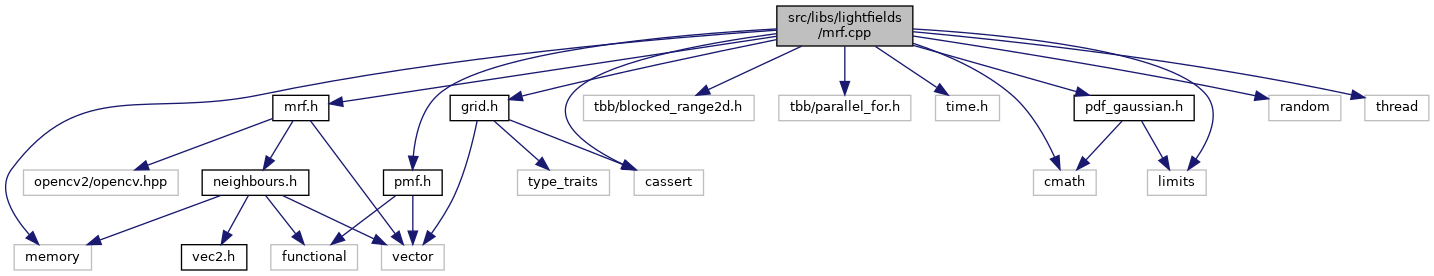 src/libs/lightfields
/mrf.cpp
mrf.h
grid.h
tbb/blocked_range2d.h
tbb/parallel_for.h
time.h
pdf_gaussian.h
random
thread
opencv2/opencv.hpp
neighbours.h
pmf.h
type_traits
cassert
cmath
limits
memory
vec2.h
functional
vector